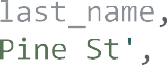 last_name,
Pine St',